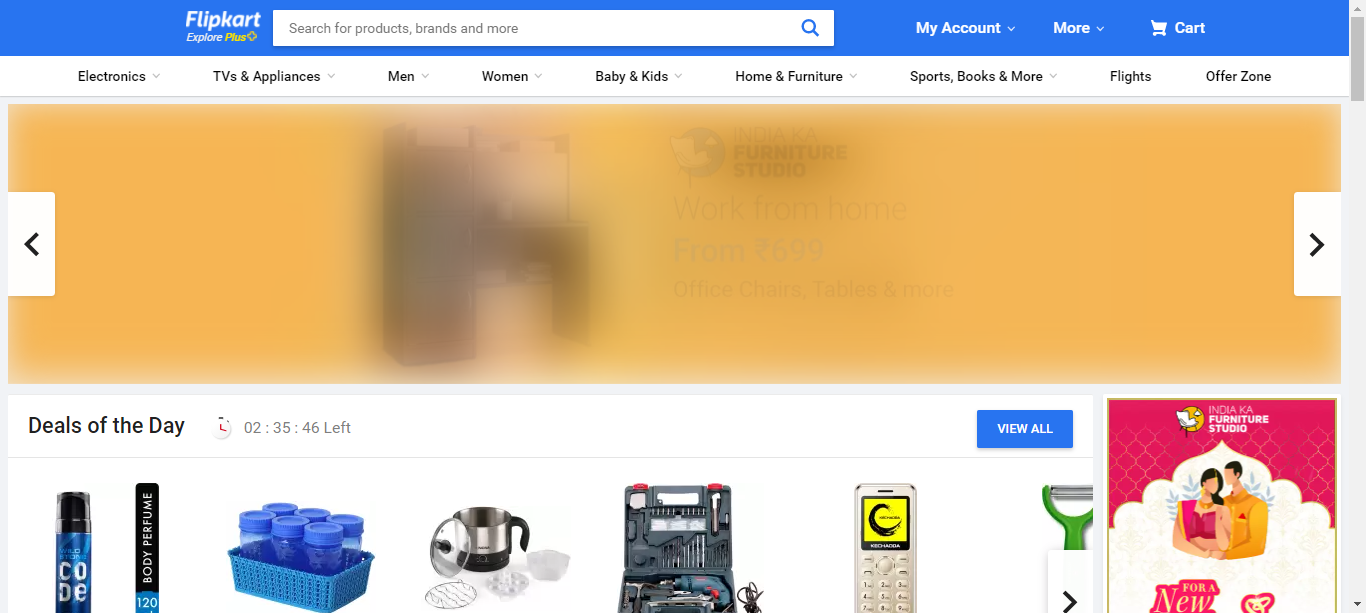 Flipkart
Explore Plus
Search for products, brands and more
My Account
More
Cart
Electronics
TVs & Appliances
Men
Women
Baby & Kids
Home & Furniture
Sports, Books & More
Flights
Offer Zone
INDIA KA
FURNITURE
STUDIO
Work from home
From ₹699
Office Chairs, Tables & more
Deals of the Day
02 : 35 : 46 Left
VIEW ALL
WILD STONE
CODE
BODY PERFUME
120
KECHAODA
INDIA KA
FURNITURE
STUDIO
FOR A
New